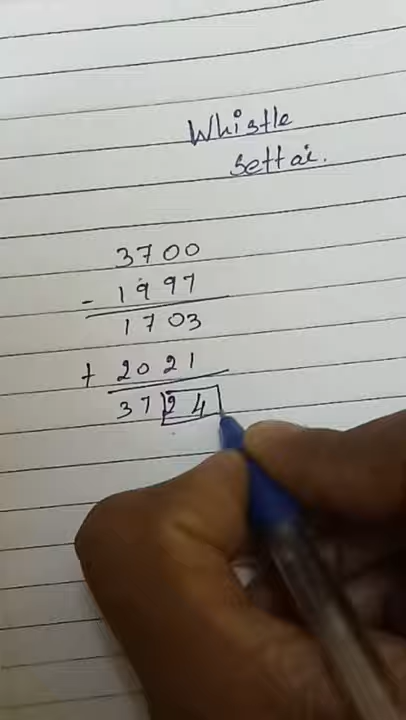 Whistle
settai.
3700
- 1997
1703
+ 2021
3724